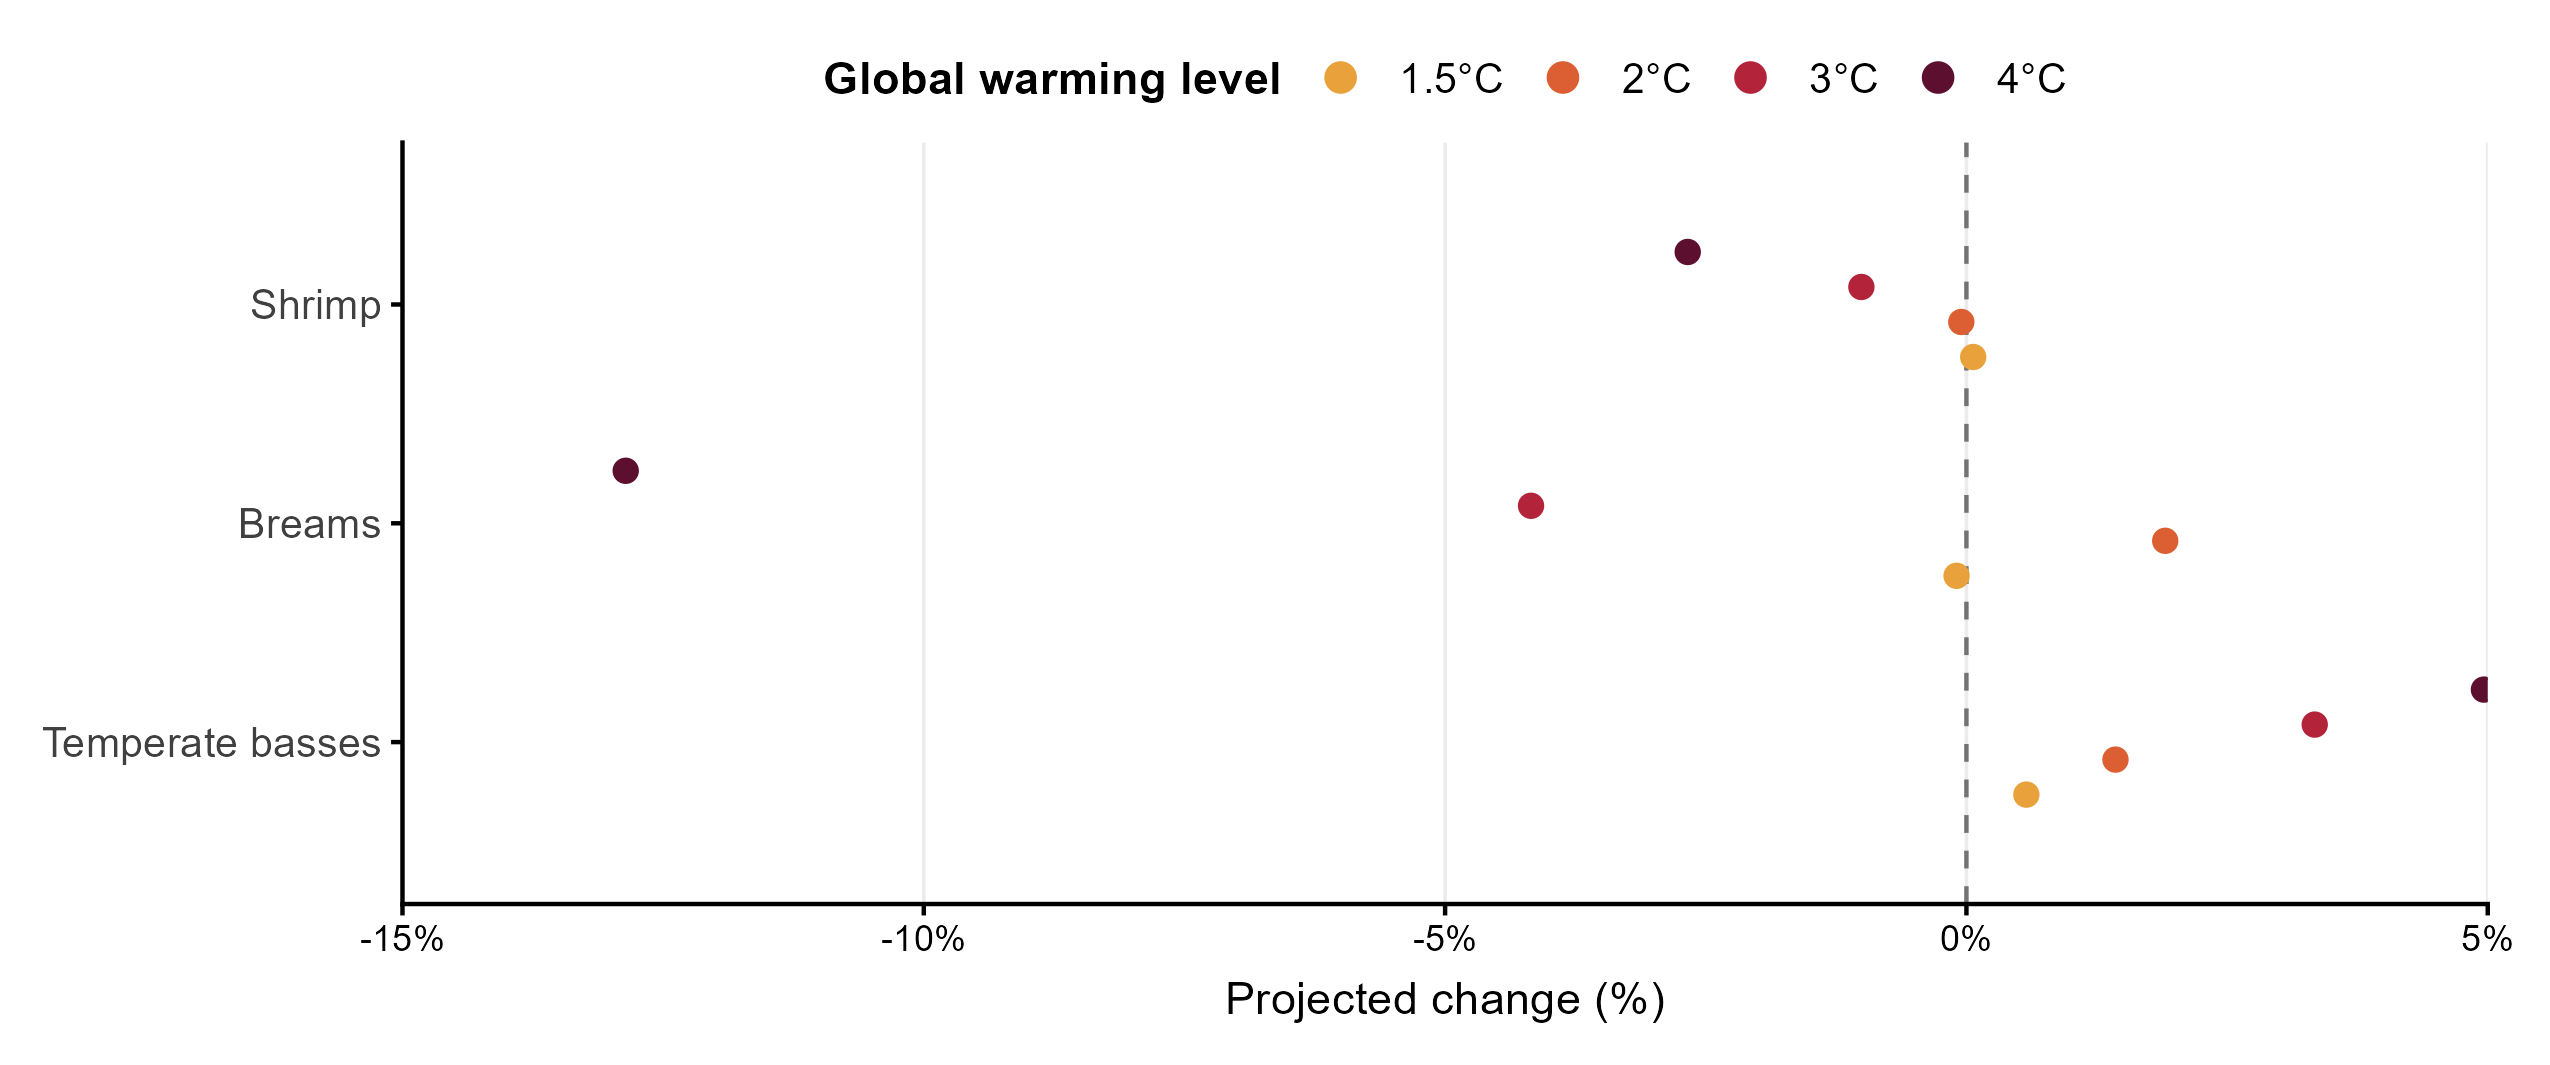 Global warming level 1.5°C 2°C 3°C 4°C
Shrimp
Breams
Temperate basses
-15% -10% -5% 0% 5%
Projected change (%)